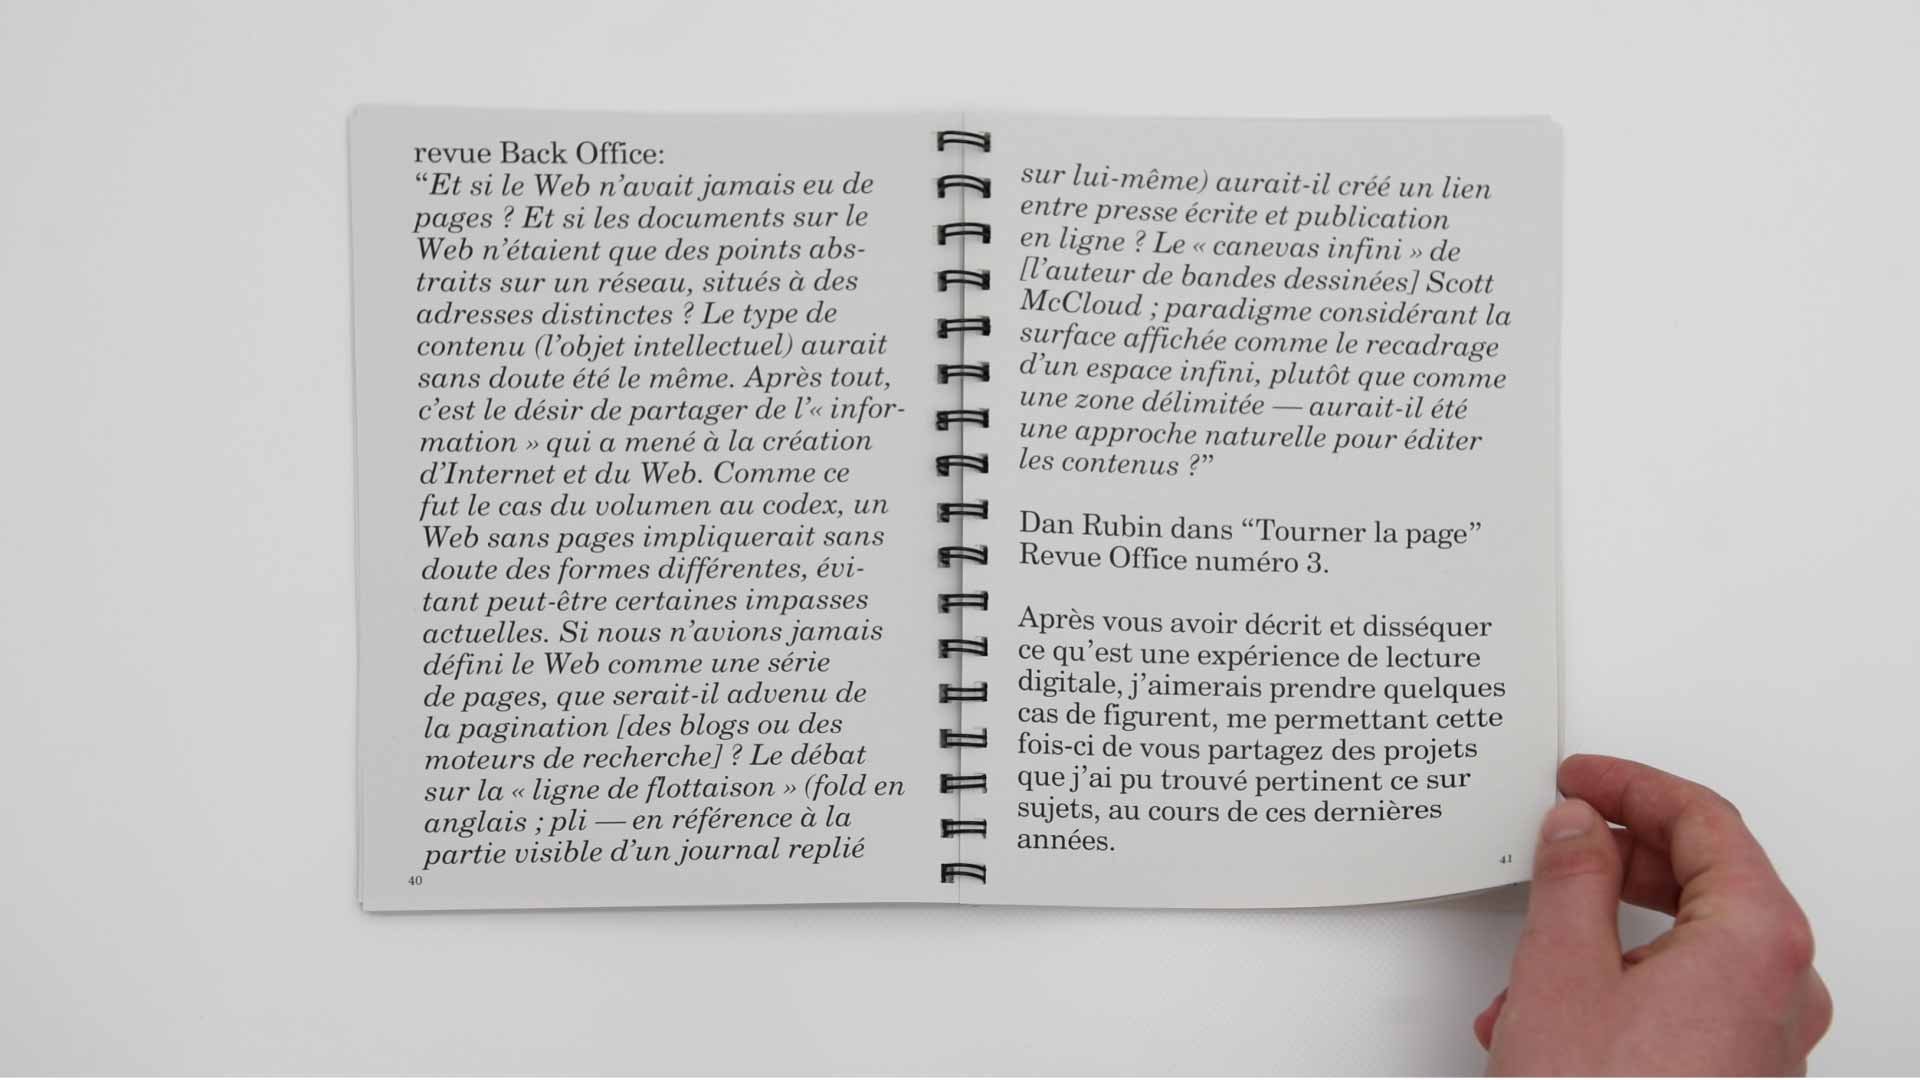 revue Back Office:
“Et si le Web n’avait jamais eu de
pages ? Et si les documents sur le
Web n’étaient que des points abs-
traits sur un réseau, situés à des
adresses distinctes ? Le type de
contenu (l’objet intellectuel) aurait
sans doute été le même. Après tout,
c’est le désir de partager de l’« infor-
mation » qui a mené à la création
d’Internet et du Web. Comme ce
fut le cas du volumen au codex, un
Web sans pages impliquerait sans
doute des formes différentes, évi-
tant peut-être certaines impasses
actuelles. Si nous n’avions jamais
défini le Web comme une série
de pages, que serait-il advenu de
la pagination [des blogs ou des
moteurs de recherche] ? Le débat
sur la « ligne de flottaison » (fold en
anglais ; pli — en référence à la
partie visible d’un journal replié
40
sur lui-même) aurait-il créé un lien
entre presse écrite et publication
en ligne ? Le « canevas infini » de
[l’auteur de bandes dessinées] Scott
McCloud ; paradigme considérant la
surface affichée comme le recadrage
d’un espace infini, plutôt que comme
une zone délimitée — aurait-il été
une approche naturelle pour éditer
les contenus ?”
Dan Rubin dans “Tourner la page”
Revue Office numéro 3.
Après vous avoir décrit et disséquer
ce qu’est une expérience de lecture
digitale, j’aimerais prendre quelques
cas de figurent, me permettant cette
fois-ci de vous partagez des projets
que j’ai pu trouvé pertinent ce sur
sujets, au cours de ces dernières
années.
41